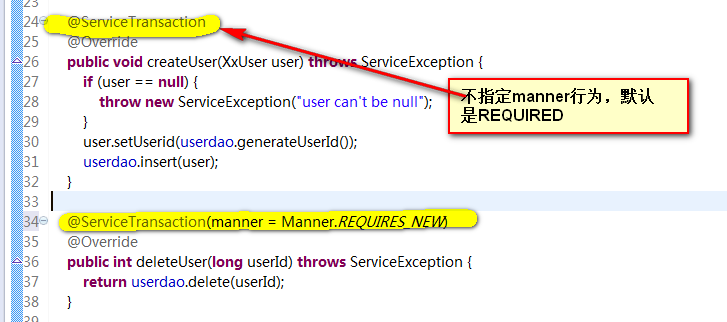 24 @ServiceTransaction
25 @Override
26 public void createUser(XxUser user) throws ServiceException {
27 if (user == null) {
28 throw new ServiceException("user can't be null");
29 }
30 user.setUserid(userdao.generateUserId());
31 userdao.insert(user);
32 }
不指定manner行为，默认
是REQUIRED
33
34 @ServiceTransaction(manner = Manner.REQUIRES_NEW)
35 @Override
36 public int deleteUser(long userId) throws ServiceException {
37 return userdao.delete(userId);
38 }